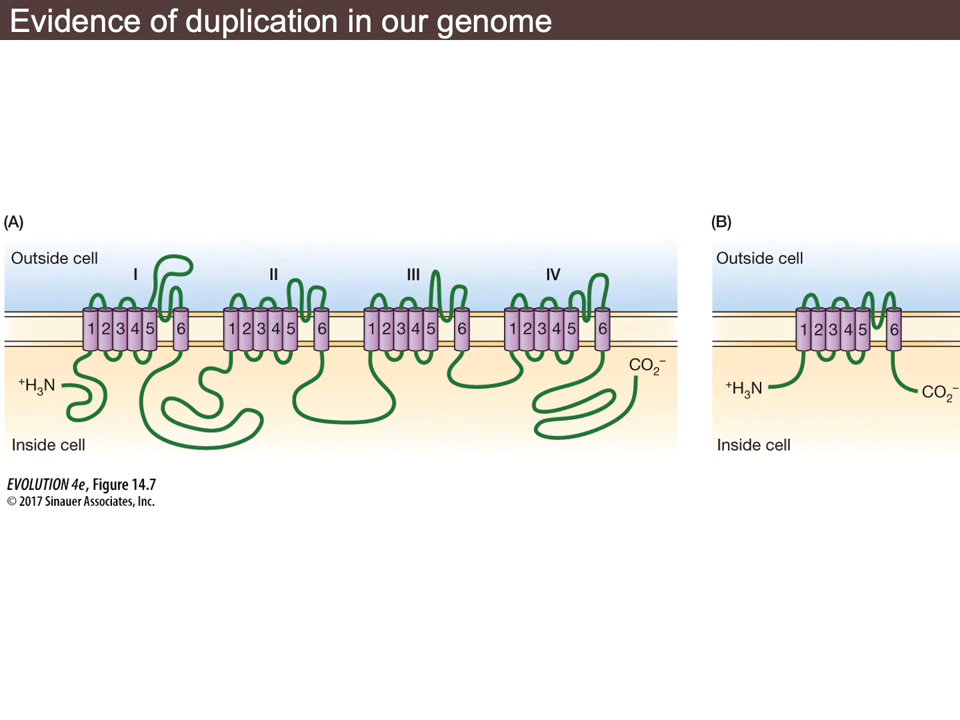 Evidence of duplication in our genome
(A)
Outside cell
I II III IV
1 2 3 4 5 6 1 2 3 4 5 6 1 2 3 4 5 6 1 2 3 4 5 6
⁺H₃N
CO₂⁻
Inside cell
(B)
Outside cell
1 2 3 4 5 6
⁺H₃N
CO₂⁻
Inside cell
EVOLUTION 4e, Figure 14.7
© 2017 Sinauer Associates, Inc.